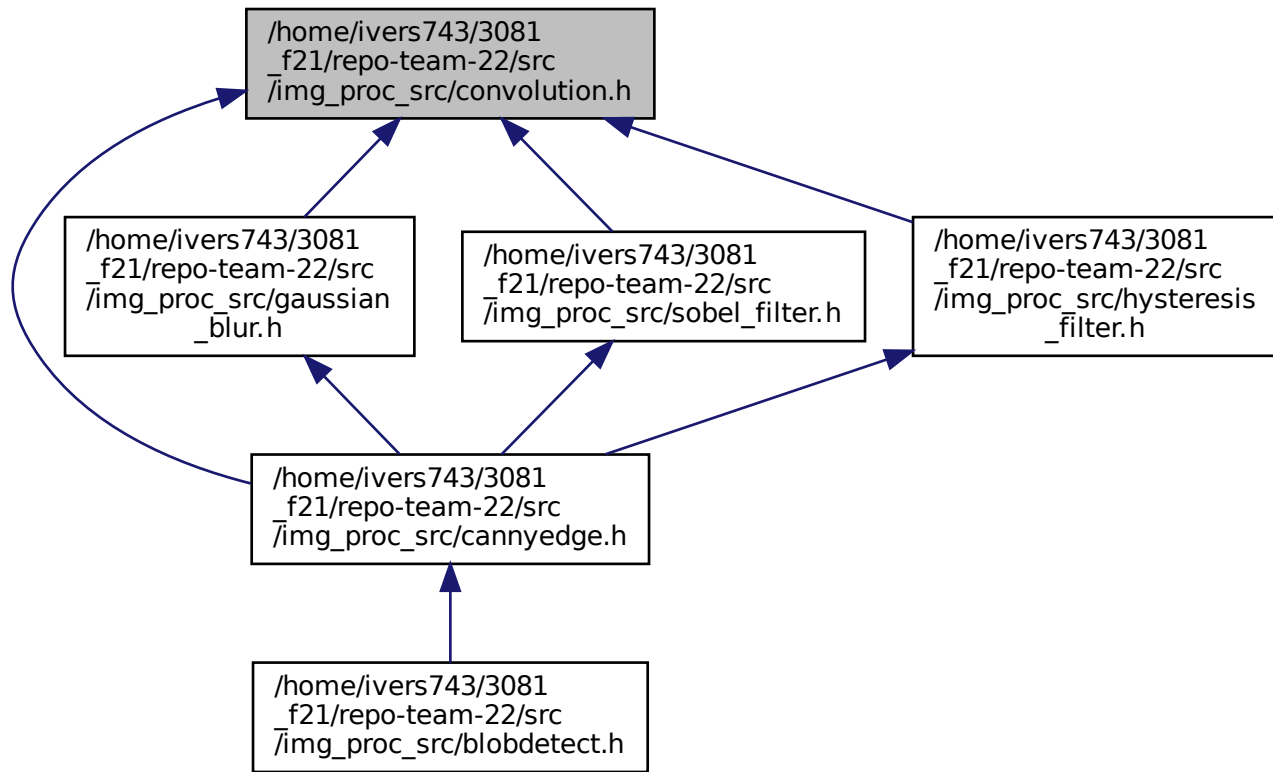 /home/ivers743/3081
_f21/repo-team-22/src
/img_proc_src/convolution.h
/home/ivers743/3081
_f21/repo-team-22/src
/img_proc_src/gaussian
_blur.h
/home/ivers743/3081
_f21/repo-team-22/src
/img_proc_src/sobel_filter.h
/home/ivers743/3081
_f21/repo-team-22/src
/img_proc_src/hysteresis
_filter.h
/home/ivers743/3081
_f21/repo-team-22/src
/img_proc_src/cannyedge.h
/home/ivers743/3081
_f21/repo-team-22/src
/img_proc_src/blobdetect.h